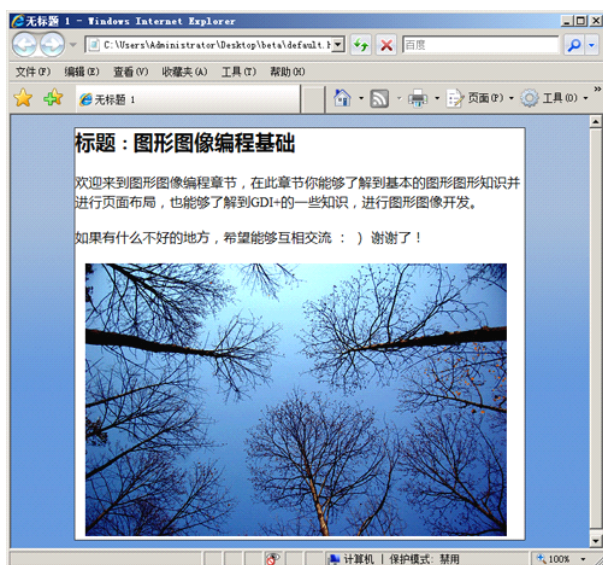 无标题 1 - Windows Internet Explorer
C:\Users\Administrator\Desktop\beta\default.h
百度
文件(F) 编辑(E) 查看(V) 收藏夹(A) 工具(T) 帮助(H)
无标题 1
页面(P) 工具(O)
标题：图形图像编程基础
欢迎来到图形图像编程章节，在此章节你能够了解到基本的图形图形知识并
进行页面布局，也能够了解到GDI+的一些知识，进行图形图像开发。
如果有什么不好的地方，希望能够互相交流 ： ）谢谢了！
计算机 | 保护模式: 禁用
100%